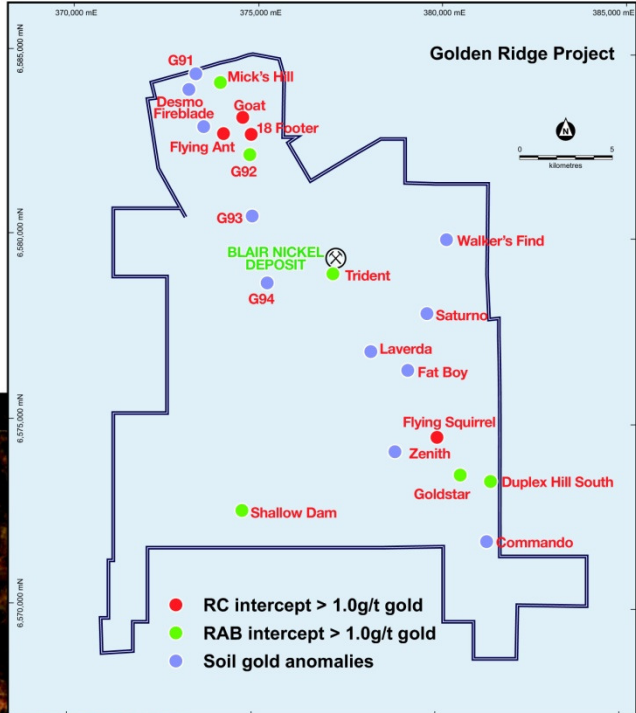 370,000 mE
375,000 mE
380,000 mE
385,000 mE
6,585,000 mN
6,580,000 mN
6,575,000 mN
6,570,000 mN
Golden Ridge Project
N
0 5
kilometres
G91
Mick's Hill
Desmo
Fireblade
Goat
18 Footer
Flying Ant
G92
G93
BLAIR NICKEL
DEPOSIT
Trident
G94
Walker's Find
Saturno
Laverda
Fat Boy
Flying Squirrel
Zenith
Goldstar
Duplex Hill South
Shallow Dam
Commando
RC intercept > 1.0g/t gold
RAB intercept > 1.0g/t gold
Soil gold anomalies